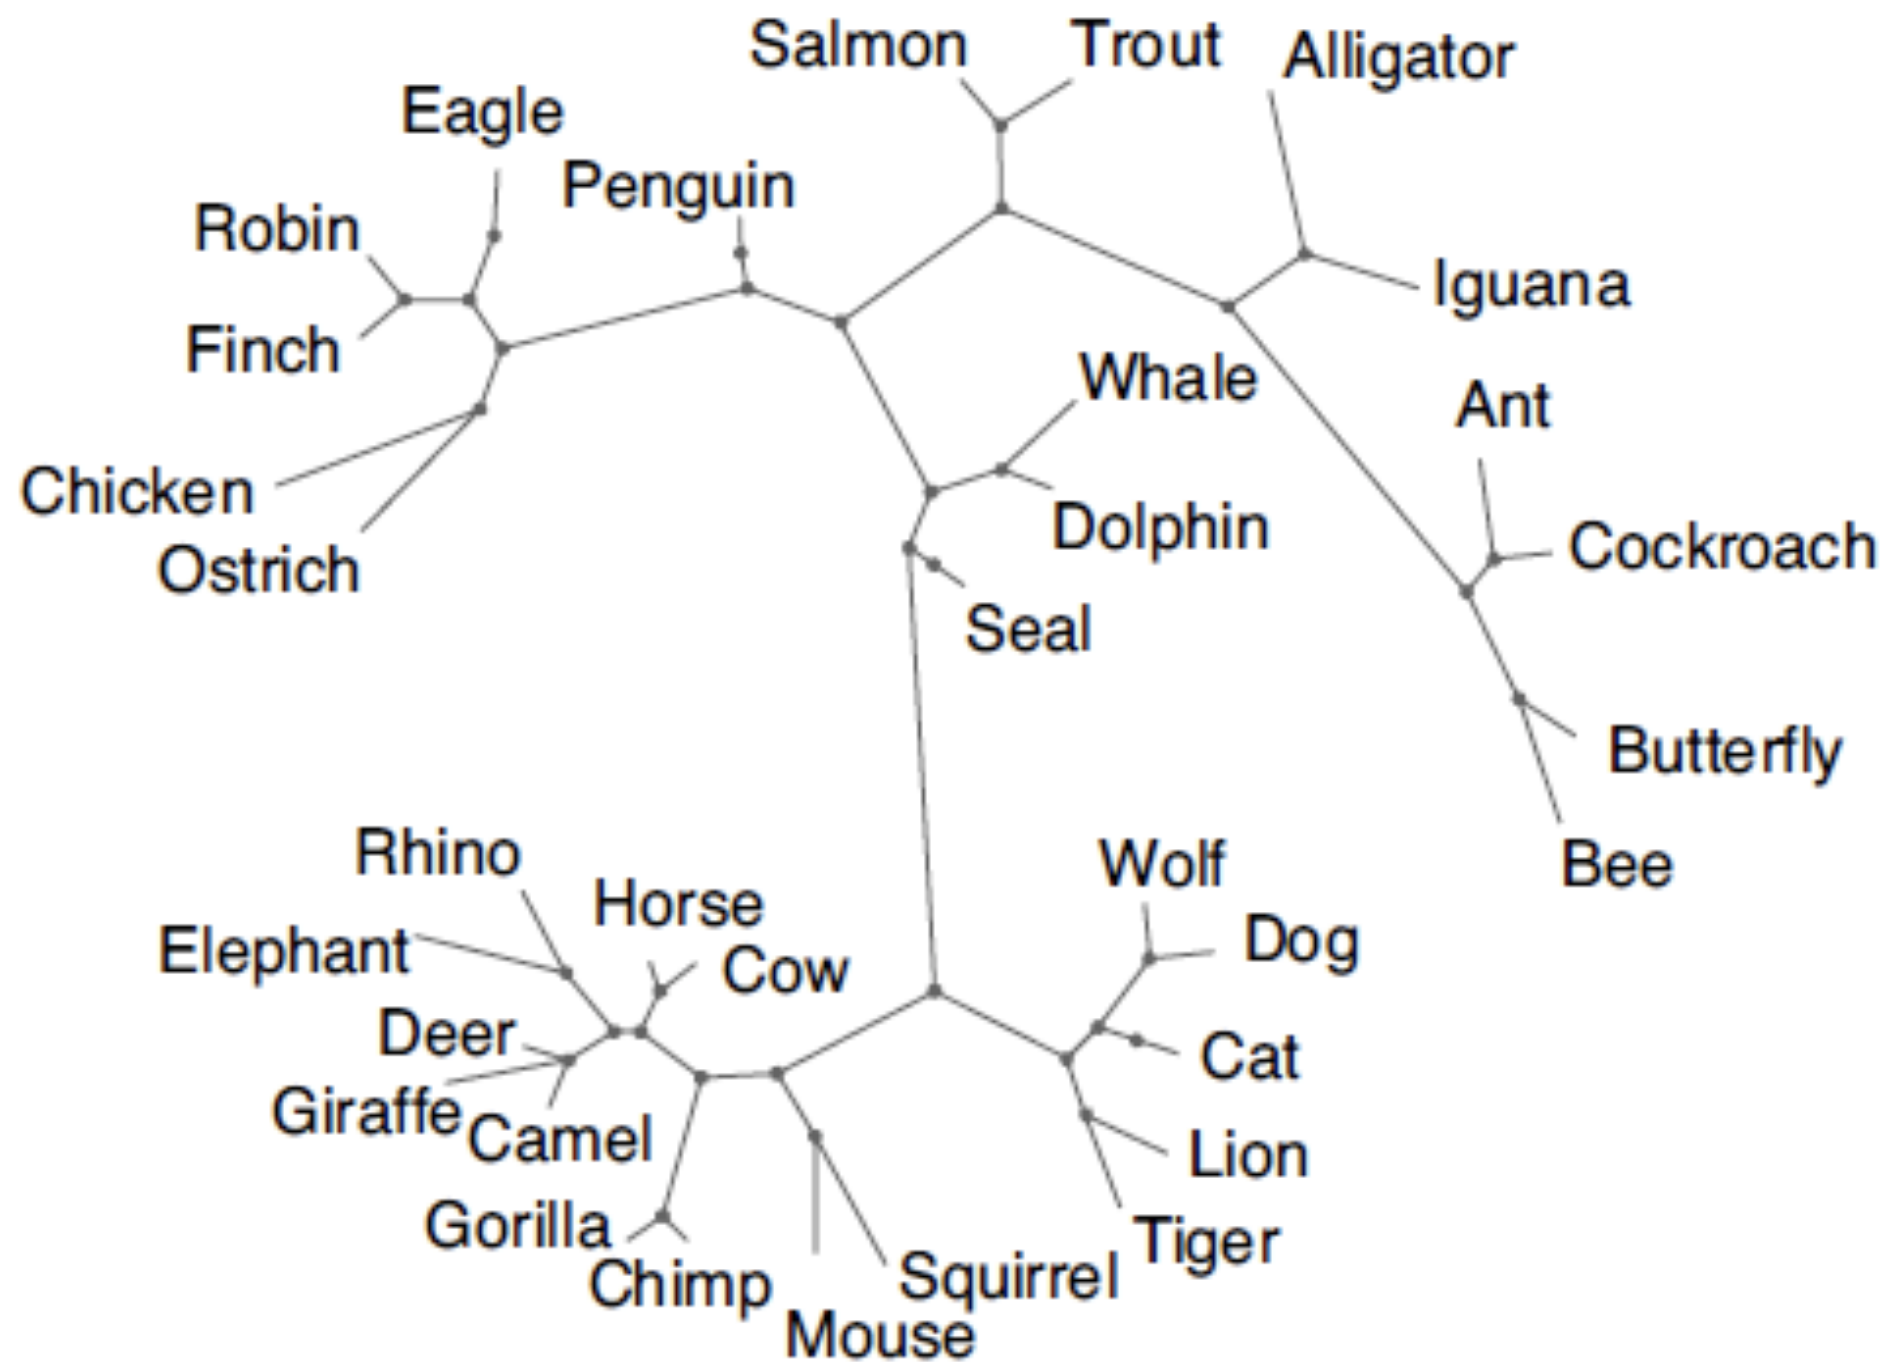 Salmon
Trout
Alligator
Eagle
Penguin
Robin
Iguana
Finch
Whale
Ant
Chicken
Dolphin
Cockroach
Ostrich
Seal
Butterfly
Rhino
Wolf
Bee
Horse
Dog
Elephant
Cow
Deer
Cat
Giraffe
Camel
Lion
Gorilla
Tiger
Chimp
Squirrel
Mouse